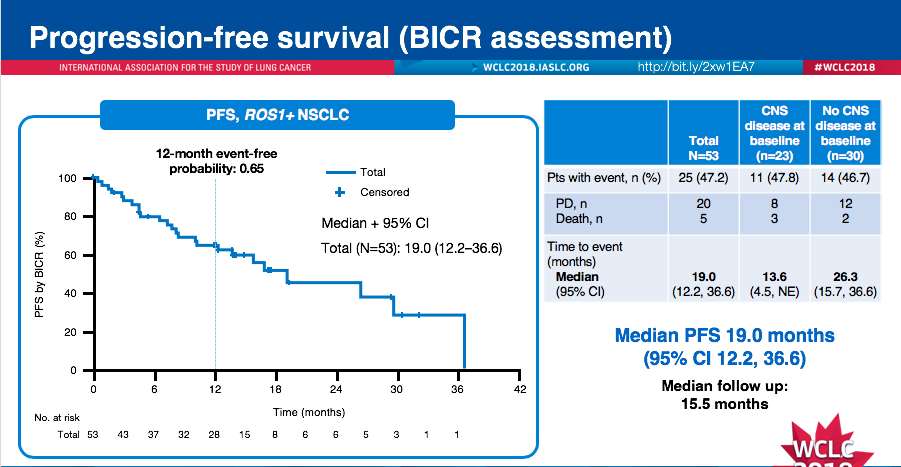 Progression-free survival (BICR assessment)
INTERNATIONAL ASSOCIATION FOR THE STUDY OF LUNG CANCER
WCLC2018.IASLC.ORG
http://bit.ly/2xw1EA7
#WCLC2018
PFS, ROS1+ NSCLC
12-month event-free
probability: 0.65
Total
Censored
Median + 95% CI
Total (N=53): 19.0 (12.2–36.6)
PFS by BICR (%)
100
80
60
40
20
0
0 6 12 18 24 30 36 42
Time (months)
No. at risk
Total 53 43 37 32 28 15 8 6 6 5 3 1 1
Total
N=53)
CNS
disease at
baseline
(n=23)
No CNS
disease at
baseline
(n=30)
Pts with event, n (%) 25 (47.2) 11 (47.8) 14 (46.7)
PD, n 20 8 12
Death, n 5 3 2
Time to event
(months)
Median 19.0 13.6 26.3
(95% CI) (12.2, 36.6) (4.5, NE) (15.7, 36.6)
Median PFS 19.0 months
(95% CI 12.2, 36.6)
Median follow up:
15.5 months
WCLC
2018